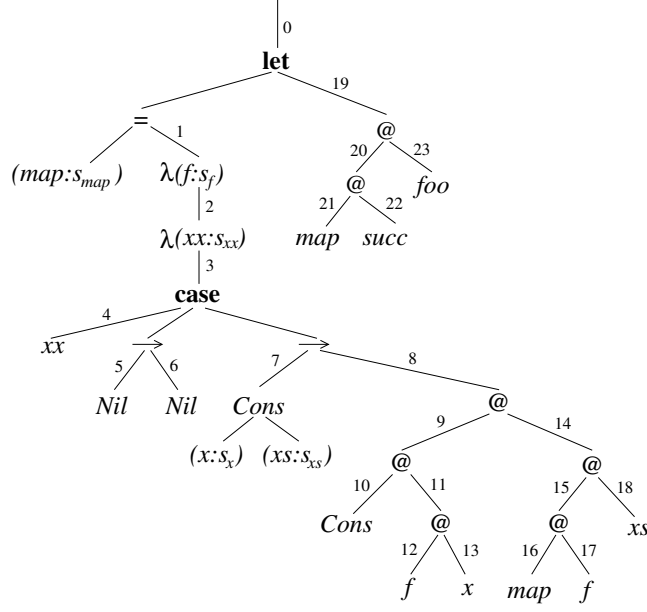 0
let
19
= 1 @
20 23
(map:s_map) λ(f:s_f) @ foo
2 21 22
λ(xx:s_xx) map succ
3
case
4
xx → →
5 6 7 8
Nil Nil Cons @
9 14
(x:s_x) (xs:s_xs) @ @
10 11 15 18
Cons @ @ xs
12 13 16 17
f x map f